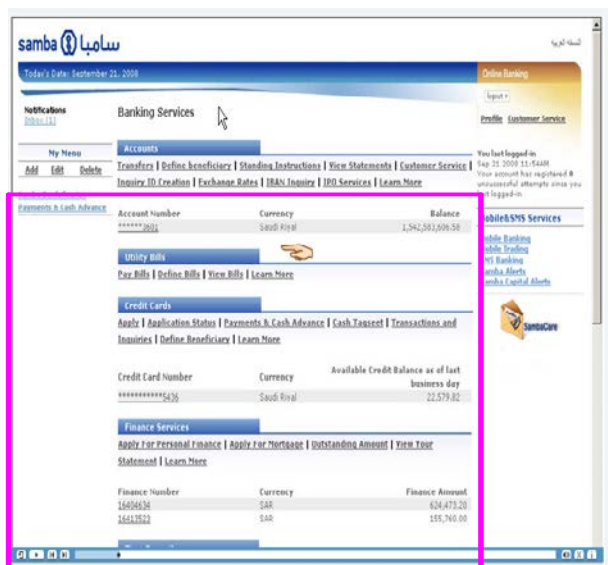 samba سامبا
النسخة العربية
Today's Date: September 21, 2008
Online Banking
logout
Profile Customer Service
Notifications
Inbox (1)
Banking Services
My Menu
Add Edit Delete
Payments & Cash Advance
Accounts
Transfers | Define beneficiary | Standing Instructions | View Statements | Customer Service |
Inquiry ID Creation | Exchange Rates | IBAN Inquiry | IPO Services | Learn More
You last logged-in
Sep 21 2008 11:54AM
Your account has registered 0
unsuccessful attempts since you
last logged-in
Account Number Currency Balance
******3601 Saudi Riyal 1,542,583,606.58
Mobile&SMS Services
Mobile Banking
Mobile Trading
SMS Banking
Samba Alerts
Samba Capital Alerts
SambaCare
Utility Bills
Pay Bills | Define Bills | View Bills | Learn More
Credit Cards
Apply | Application Status | Payments & Cash Advance | Cash Taqseet | Transactions and
Inquiries | Define Beneficiary | Learn More
Credit Card Number Currency Available Credit Balance as of last
business day
***********5436 Saudi Riyal 22,579.82
Finance Services
Apply For Personal Finance | Apply For Mortgage | Outstanding Amount | View Your
Statement | Learn More
Finance Number Currency Finance Amount
16404634 SAR 624,473.20
16413523 SAR 155,760.00